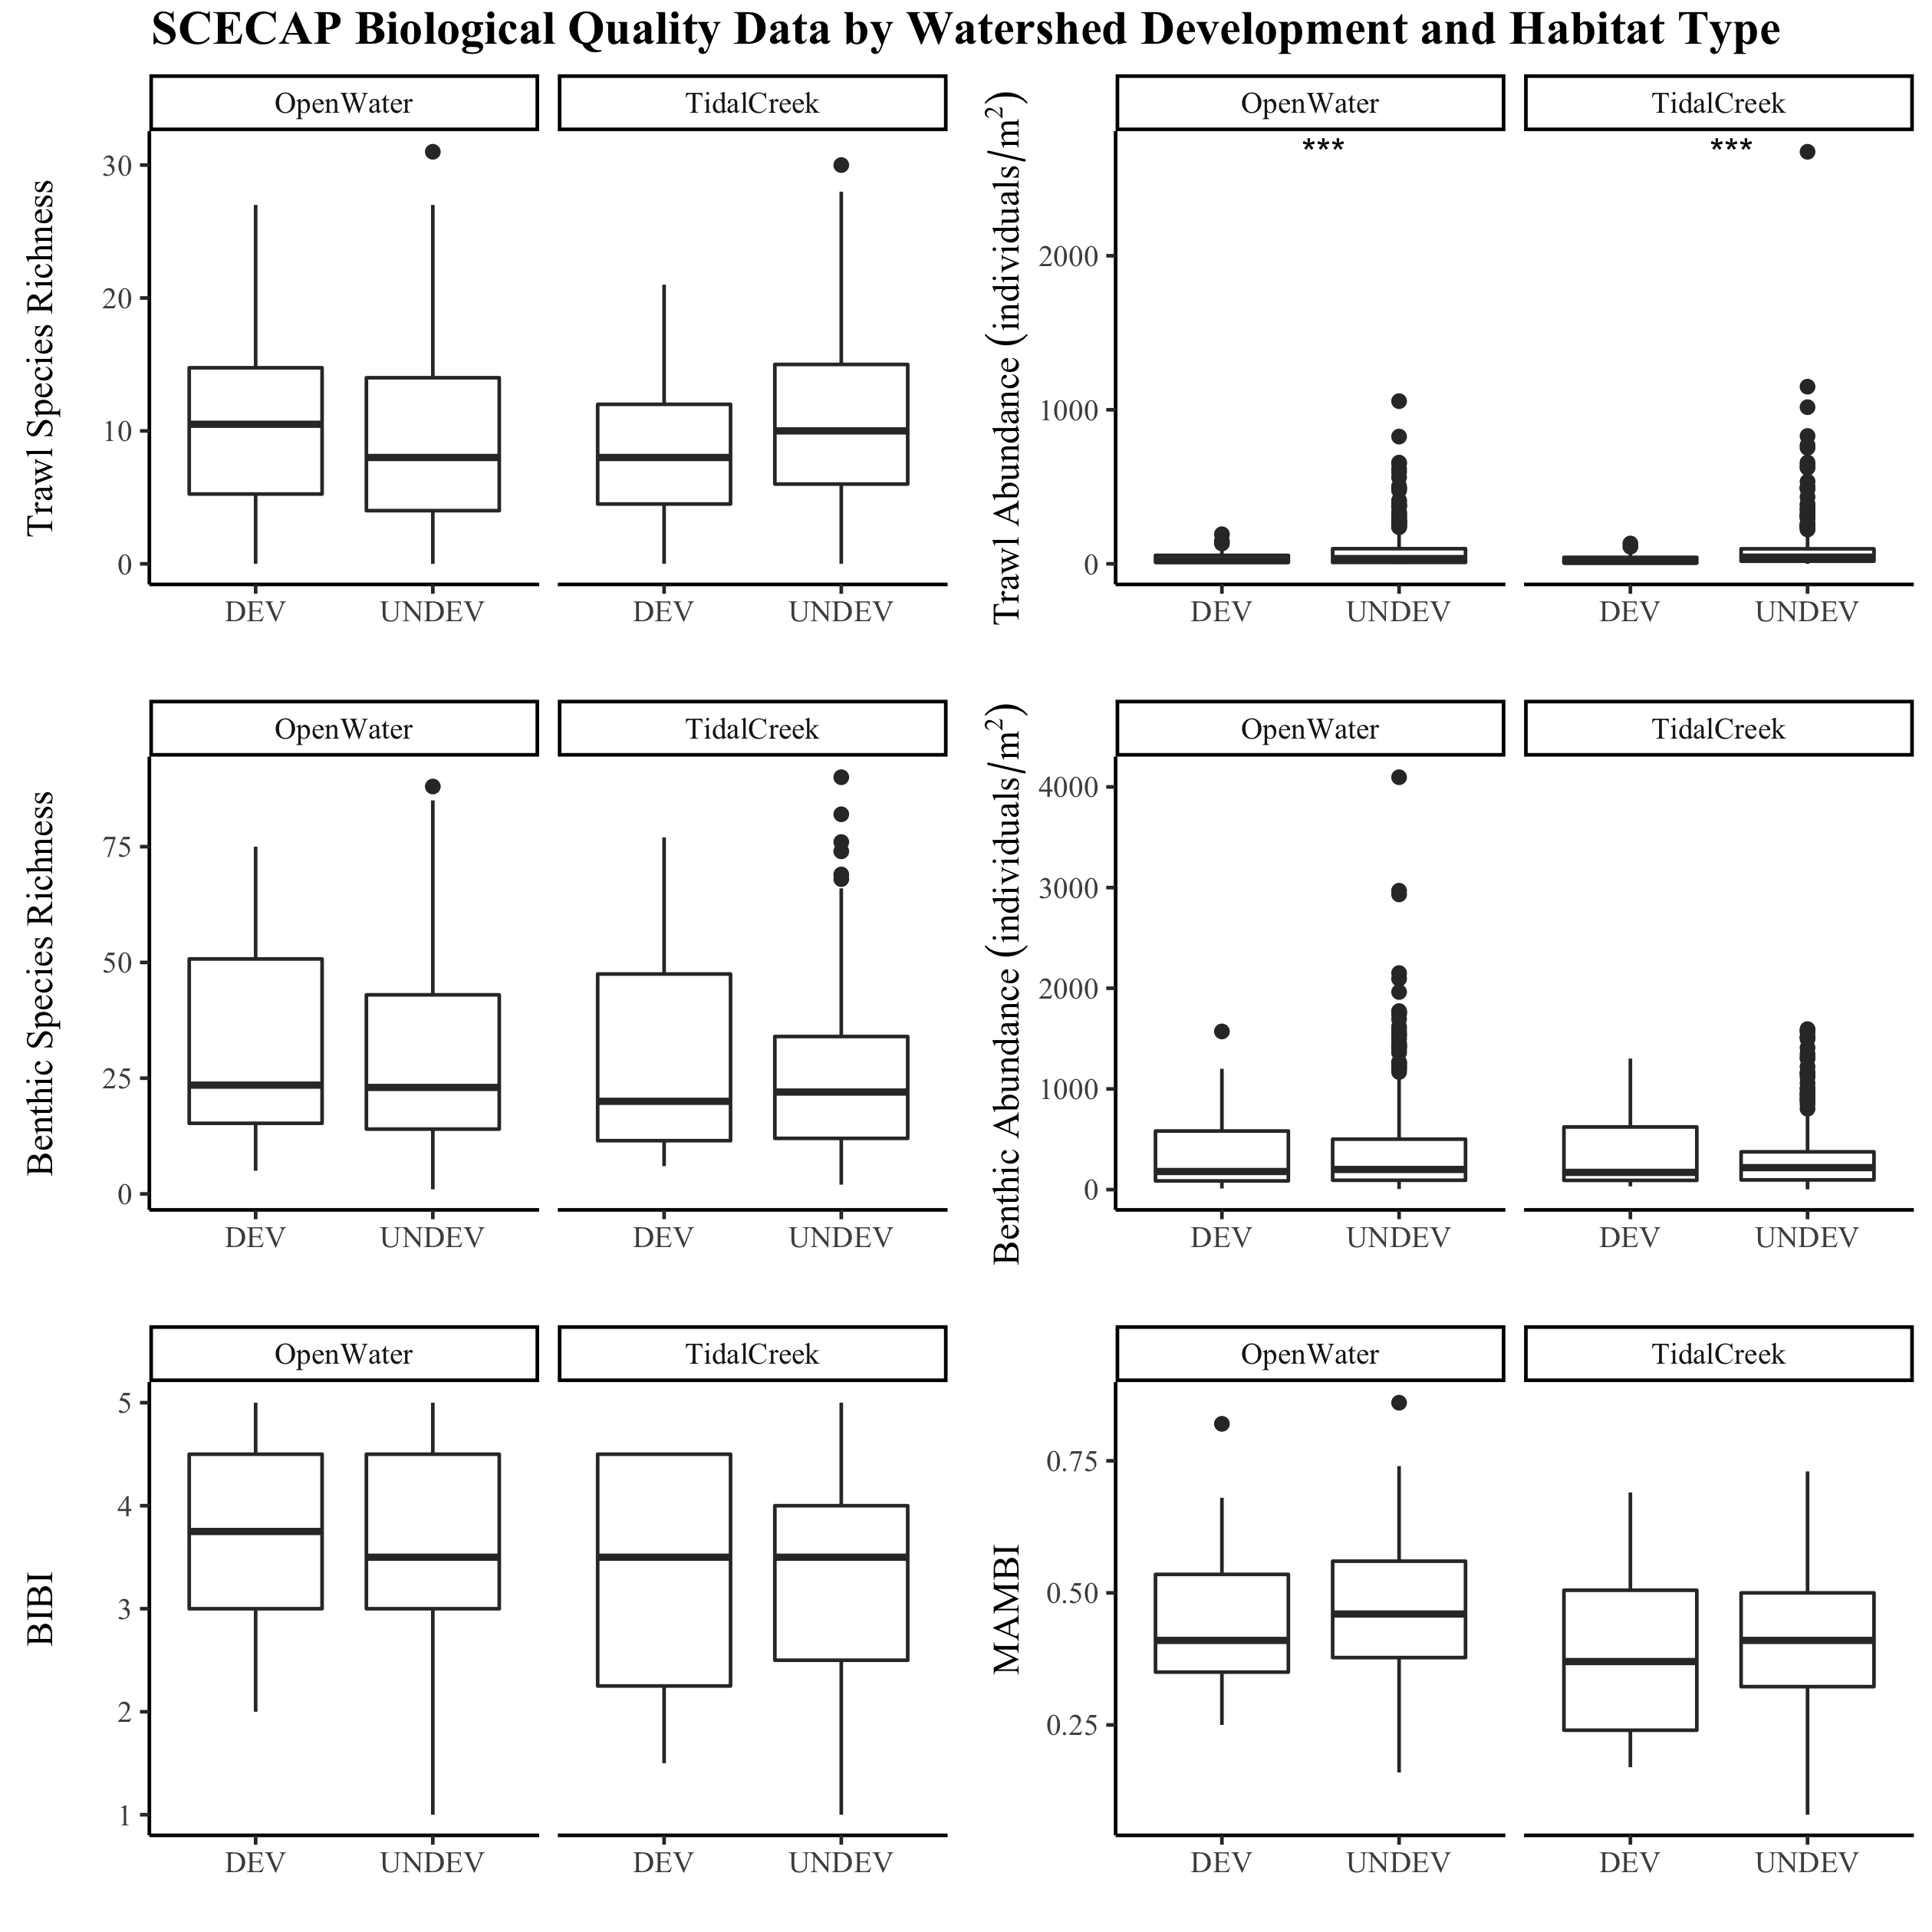 SCECAP Biological Quality Data by Watershed Development and Habitat Type
Trawl Species Richness
OpenWater
TidalCreek
30
20
10
0
DEV
UNDEV
DEV
UNDEV
Trawl Abundance (individuals/m²)
OpenWater
TidalCreek
***
***
2000
1000
0
DEV
UNDEV
DEV
UNDEV
Benthic Species Richness
OpenWater
TidalCreek
75
50
25
0
DEV
UNDEV
DEV
UNDEV
Benthic Abundance (individuals/m²)
OpenWater
TidalCreek
4000
3000
2000
1000
0
DEV
UNDEV
DEV
UNDEV
BIBI
OpenWater
TidalCreek
5
4
3
2
1
DEV
UNDEV
DEV
UNDEV
MAMBI
OpenWater
TidalCreek
0.75
0.50
0.25
DEV
UNDEV
DEV
UNDEV